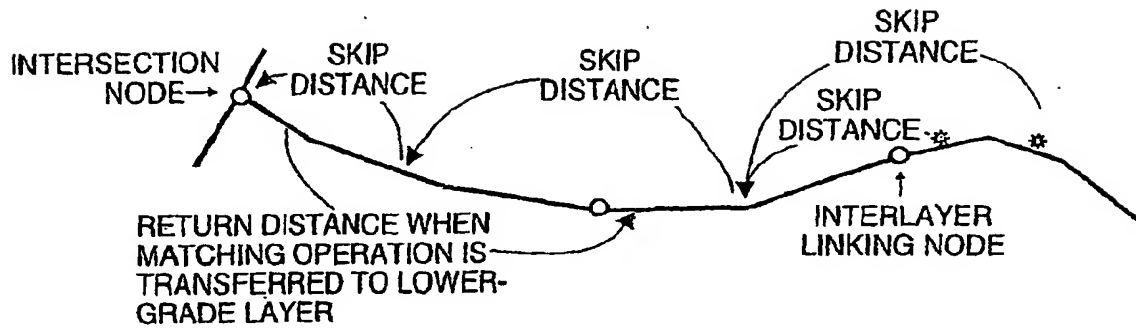 INTERSECTION
NODE
SKIP
DISTANCE
SKIP
DISTANCE
SKIP
DISTANCE
SKIP
DISTANCE
RETURN DISTANCE WHEN
MATCHING OPERATION IS
TRANSFERRED TO LOWER-
GRADE LAYER
INTERLAYER
LINKING NODE